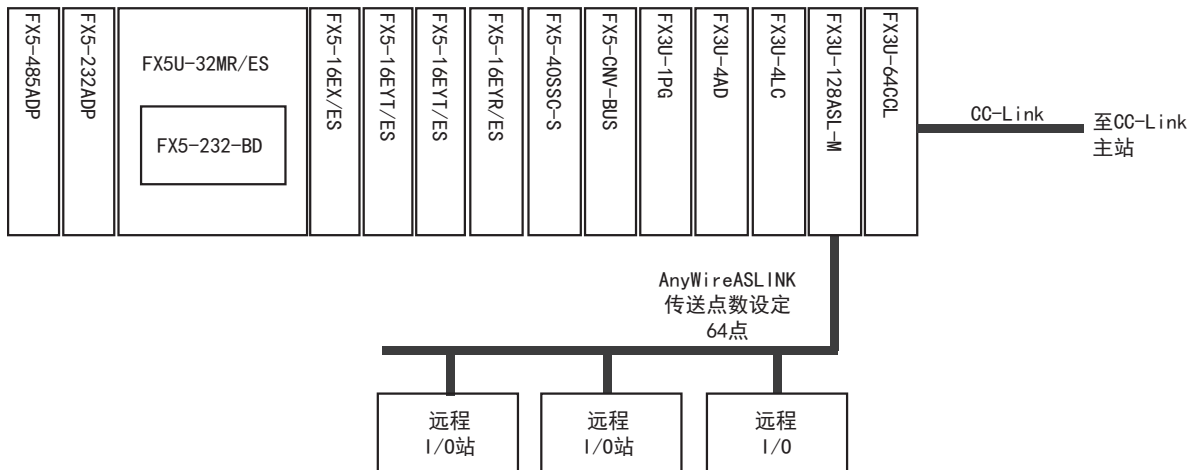 FX5-485ADP
FX5-232ADP
FX5U-32MR/ES
FX5-232-BD
FX5-16EX/ES
FX5-16EYT/ES
FX5-16EYT/ES
FX5-16EYR/ES
FX5-40SSC-S
FX5-CNV-BUS
FX3U-1PG
FX3U-4AD
FX3U-4LC
FX3U-128ASL-M
FX3U-64CCL
CC-Link
至CC-Link
主站
AnyWireASLINK
传送点数设定
64点
远程
I/O站
远程
I/O站
远程
I/O